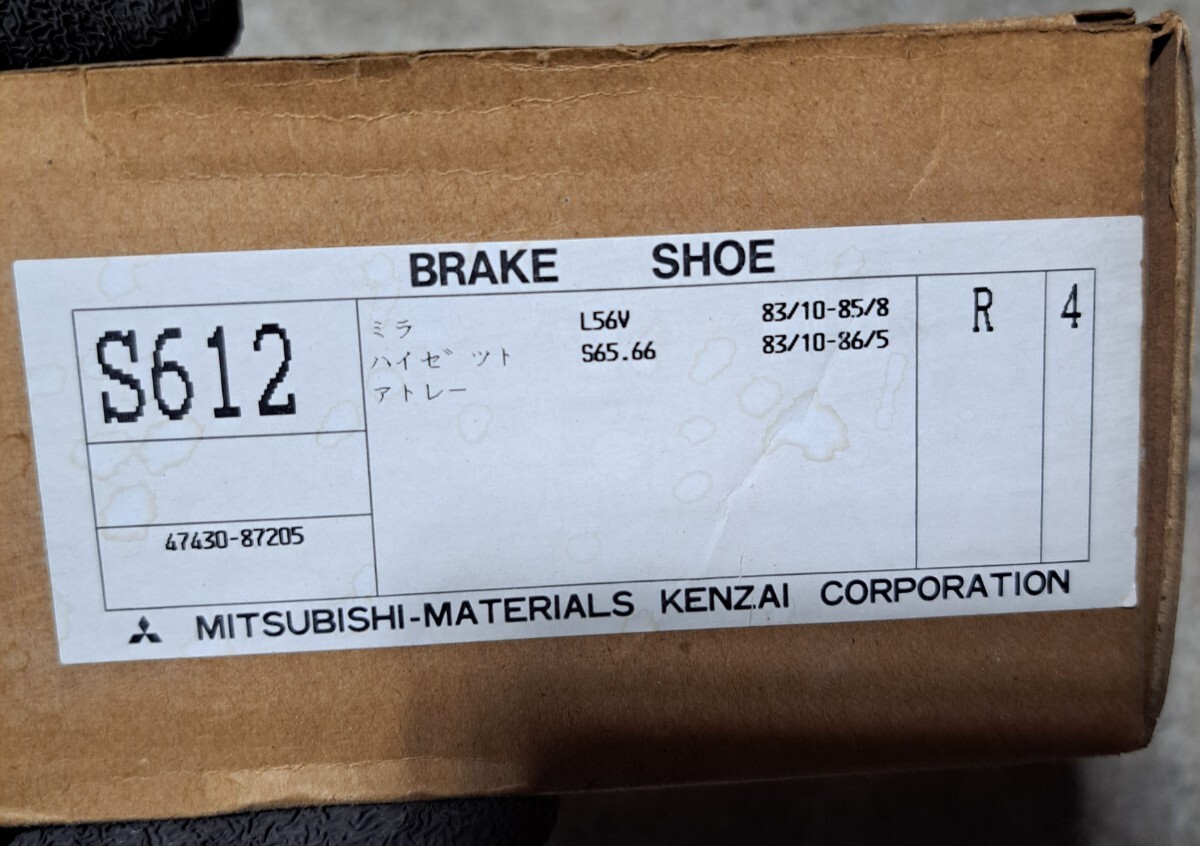 BRAKE SHOE
S612
47430-87205
ミラ L56V 83/10-85/8
ハイゼツト S65.66 83/10-86/5
アトレー
R 4
MITSUBISHI-MATERIALS KENZAI CORPORATION